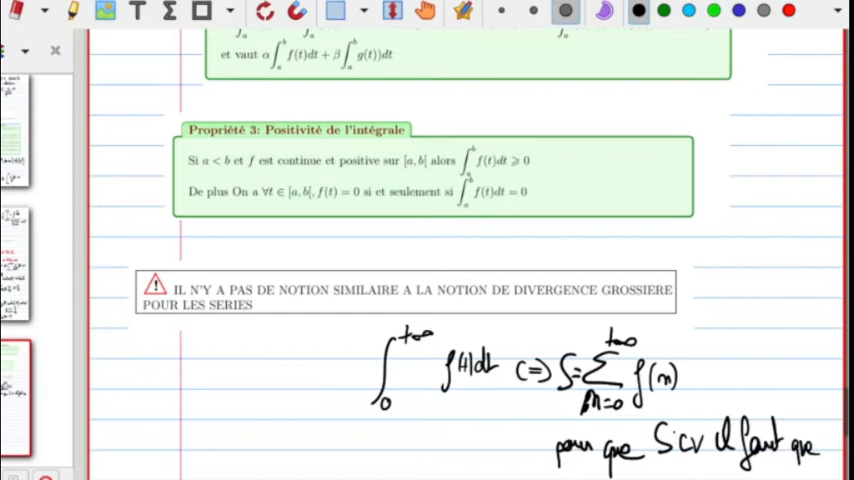 et vaut α∫_a^b f(t)dt + β∫_a^b g(t))dt
Propriété 3: Positivité de l'intégrale
Si a < b et f est continue et positive sur [a, b[ alors ∫_a^b f(t)dt ⩾ 0
De plus On a ∀t ∈ [a, b[, f(t) = 0 si et seulement si ∫_a^b f(t)dt = 0
IL N'Y A PAS DE NOTION SIMILAIRE A LA NOTION DE DIVERGENCE GROSSIERE
POUR LES SERIES
∫_0^{+∞} f(t)dt <=> S=∑_{n=0}^{+∞} f(n)
pour que S cv il faut que